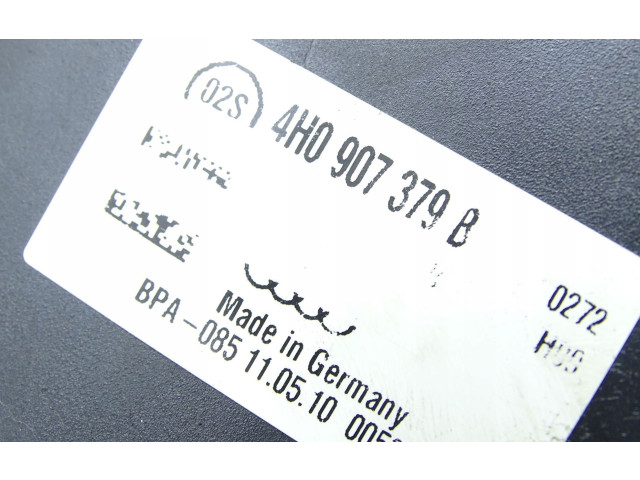 02S
4H0 907 379 B
0272
Made in Germany
BPA-085 11.05.10